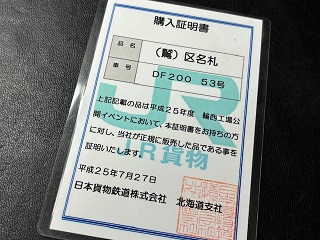 購入証明書
品名 （鷲）区名札
車号 DF200 53号
上記記載の品は平成25年度 輪西工場公
開イベントにおいて、本証明書をお持ちの方
に対し、当社が正規に販売した品である事を
証明いたします。
JR貨物
平成25年7月27日
日本貨物鉄道株式会社 北海道支社